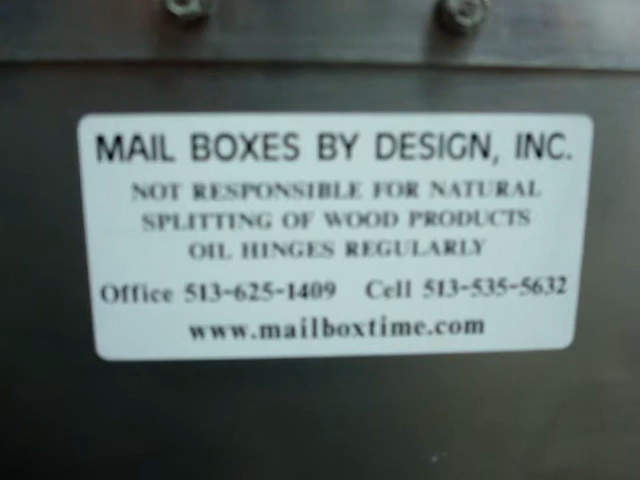 MAIL BOXES BY DESIGN, INC.
NOT RESPONSIBLE FOR NATURAL
SPLITTING OF WOOD PRODUCTS
OIL HINGES REGULARLY
Office 513-625-1409 Cell 513-535-5632
www.mailboxtime.com